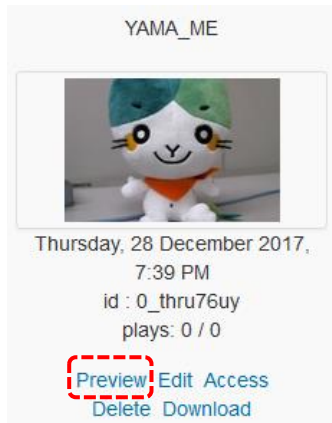 YAMA_ME
Thursday, 28 December 2017,
7:39 PM
id : 0_thru76uy
plays: 0 / 0
Preview Edit Access
Delete Download